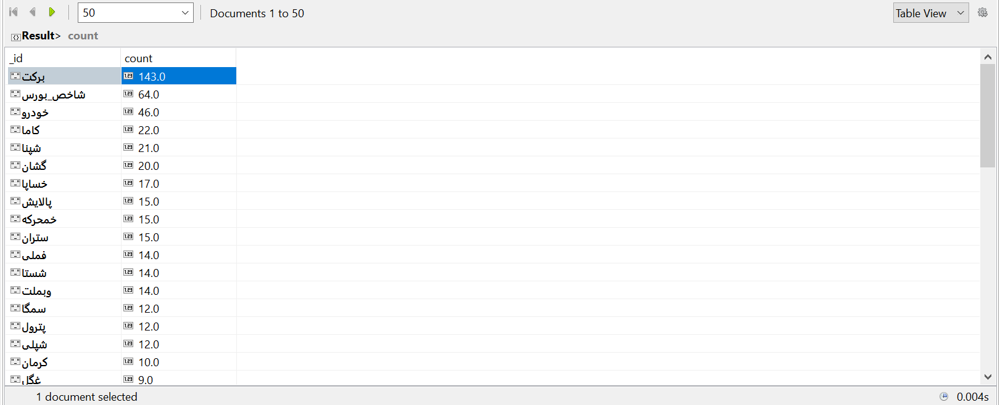 50 Documents 1 to 50 Table View
Result> count
_id count
برکت 143.0
شاخص_بورس 64.0
خودرو 46.0
کاما 22.0
شپنا 21.0
گشان 20.0
خساپا 17.0
پالایش 15.0
خمحرکه 15.0
ستران 15.0
فملی 14.0
شستا 14.0
وبملت 14.0
سمگا 12.0
پترول 12.0
شپلی 12.0
کرمان 10.0
غگل 9.0
1 document selected 0.004s